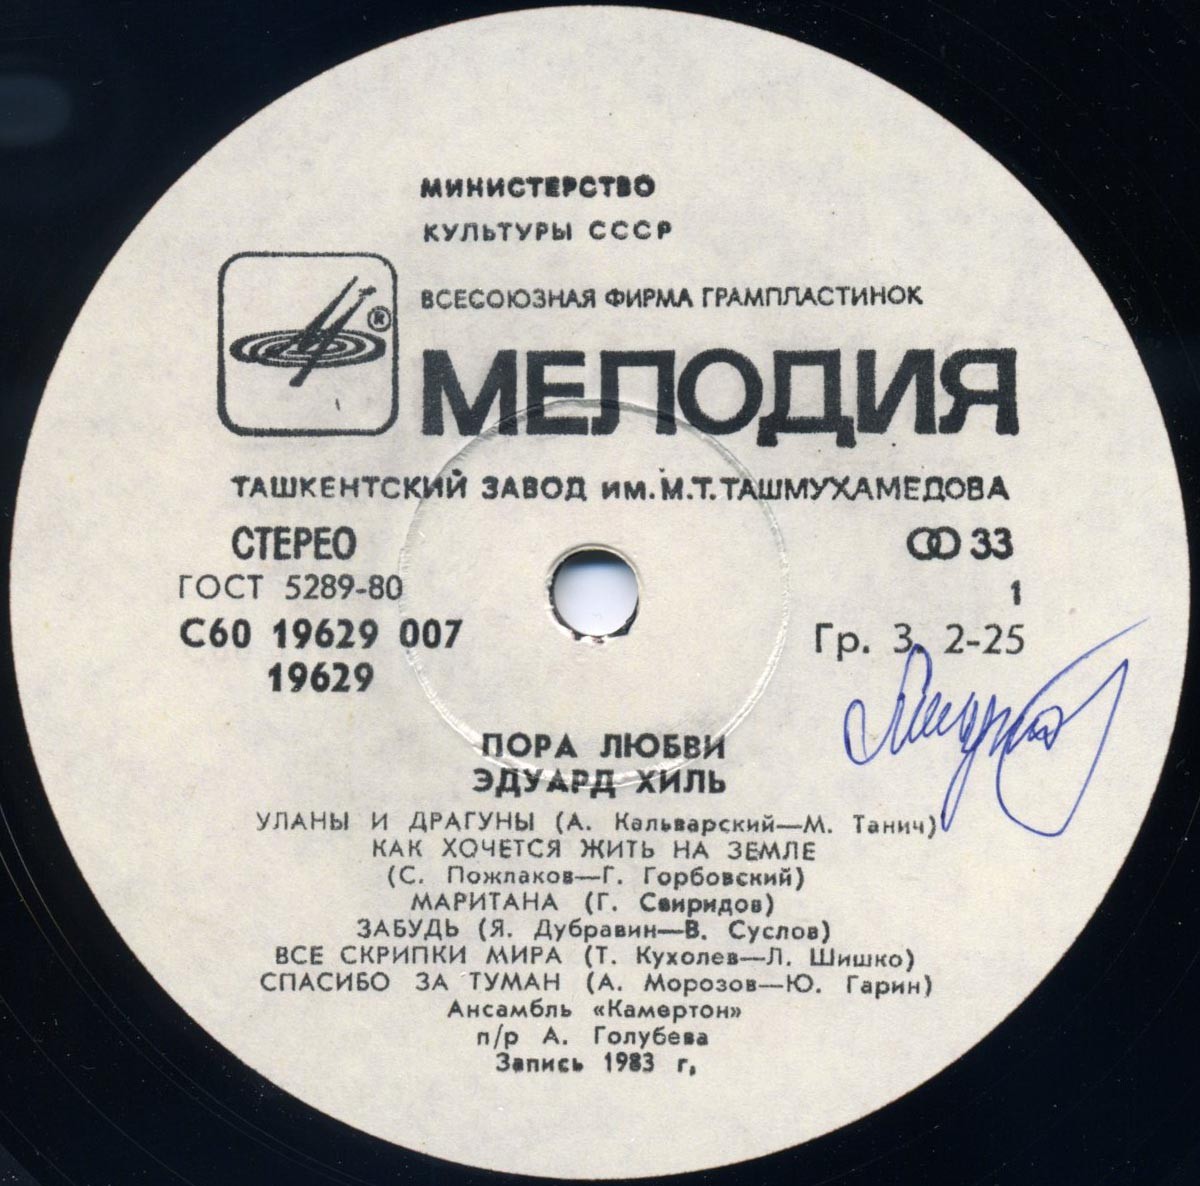 МИНИСТЕРСТВО
КУЛЬТУРЫ СССР
ВСЕСОЮЗНАЯ ФИРМА ГРАМПЛАСТИНОК
®
МЕЛОДИЯ
ТАШКЕНТСКИЙ ЗАВОД им. М.Т. ТАШМУХАМЕДОВА
СТЕРЕО
33
ГОСТ 5289-80
1
С60 19629 007
Гр. 3. 2-25
19629
ПОРА ЛЮБВИ
ЭДУАРД ХИЛЬ
УЛАНЫ И ДРАГУНЫ (А. Кальварский—М. Танич)
КАК ХОЧЕТСЯ ЖИТЬ НА ЗЕМЛЕ
(С. Пожлаков—Г. Горбовский)
МАРИТАНА (Г. Свиридов)
ЗАБУДЬ (Я. Дубравин—В. Суслов)
ВСЕ СКРИПКИ МИРА (Т. Кухолев—Л. Шишко)
СПАСИБО ЗА ТУМАН (А. Морозов—Ю. Гарин)
Ансамбль «Камертон»
п/р А. Голубева
Запись 1983 г.